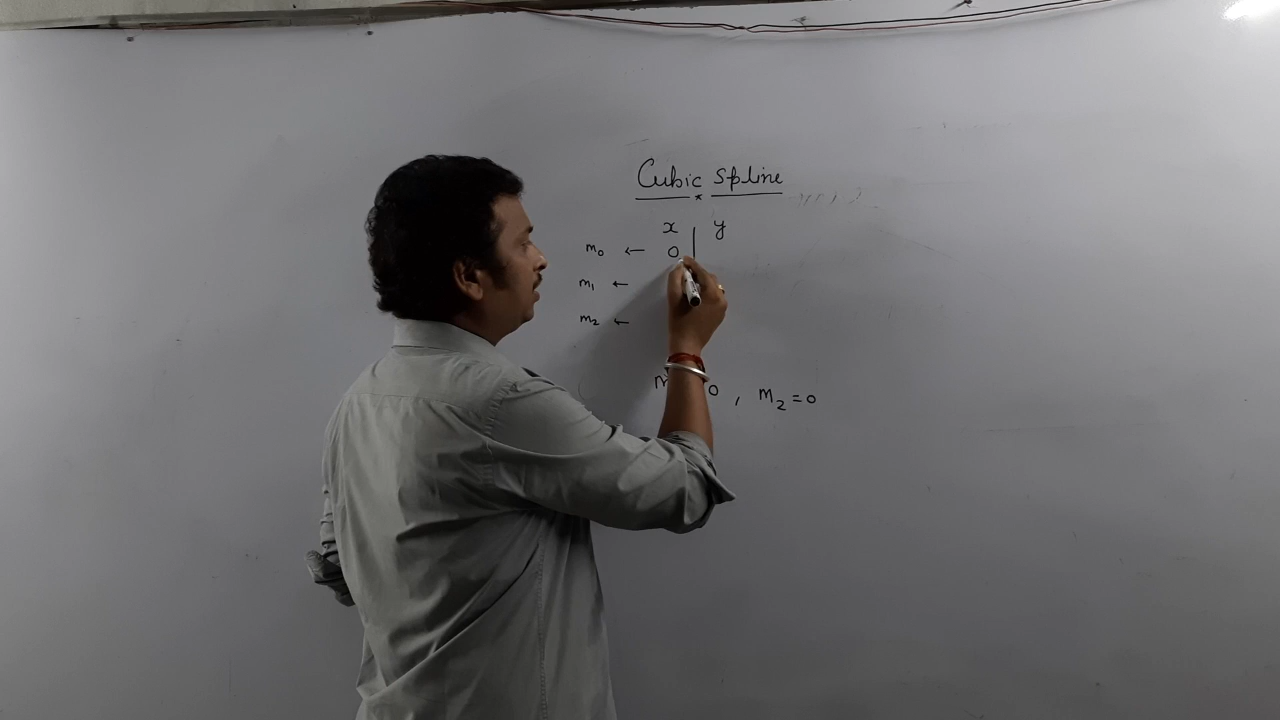 Cubic Spline
x y
m₀ ← 0
m₁ ←
m₂ ←
0 , m₂ = 0